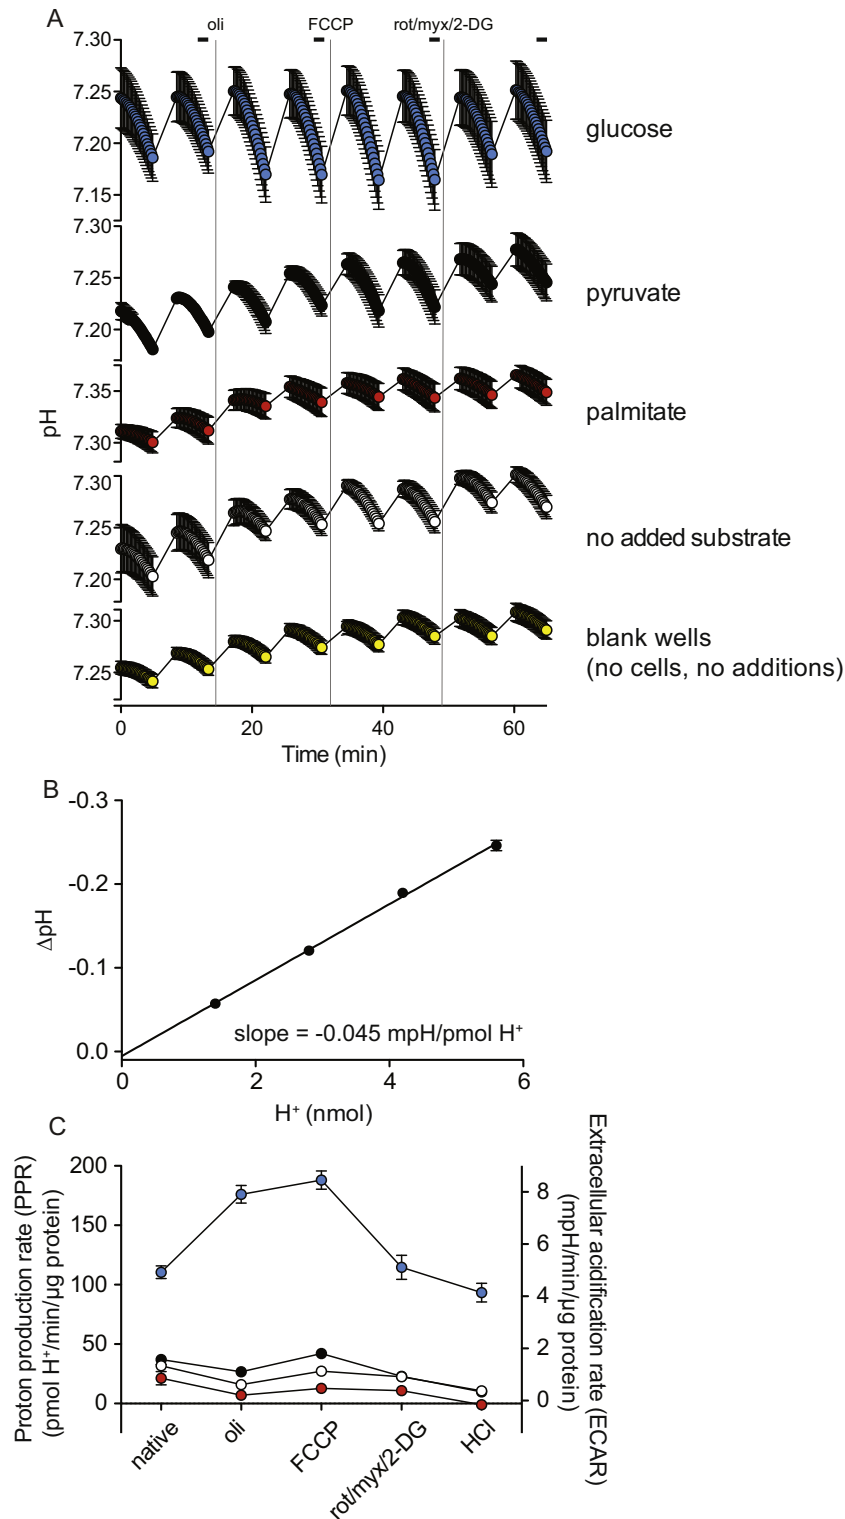 A
oli
FCCP
rot/myx/2-DG
7.30
7.25
7.20
7.15
glucose
7.30
7.25
7.20
pyruvate
7.35
7.30
palmitate
pH
7.30
7.25
7.20
no added substrate
7.30
7.25
blank wells
(no cells, no additions)
0
20
40
60
Time (min)
B
-0.3
-0.2
-0.1
0.0
ΔpH
slope = -0.045 mpH/pmol H⁺
0
2
4
6
H⁺ (nmol)
C
Proton production rate (PPR)
(pmol H⁺/min/µg protein)
200
150
100
50
0
8
6
4
2
0
Extracellular acidification rate (ECAR)
(mpH/min/µg protein)
native
oli
FCCP
rot/myx/2-DG
HCl